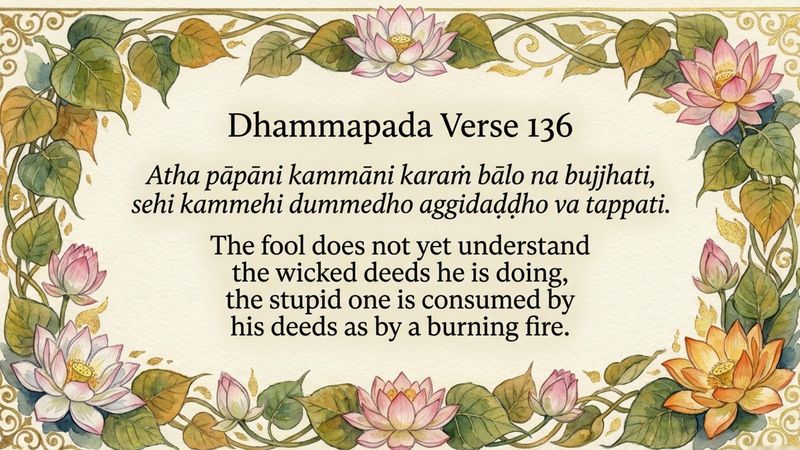 Dhammapada Verse 136
Atha pāpāni kammāni karaṁ bālo na bujjhati,
sehi kammehi dummedho aggidaḍḍho va tappati.
The fool does not yet understand
the wicked deeds he is doing,
the stupid one is consumed by
his deeds as by a burning fire.